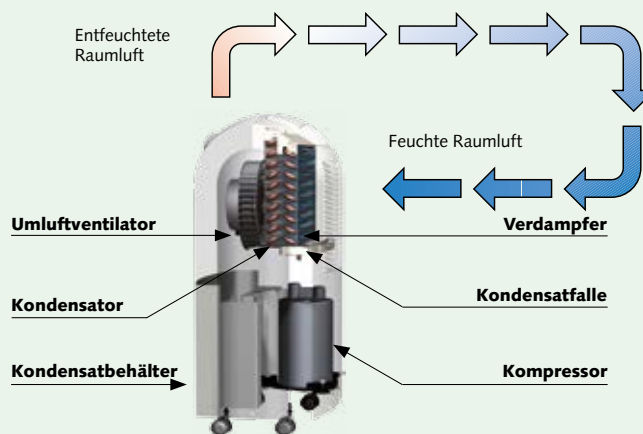 Entfeuchtete
Raumluft
Feuchte Raumluft
Umluftventilator
Verdampfer
Kondensator
Kondensatfalle
Kondensatbehälter
Kompressor